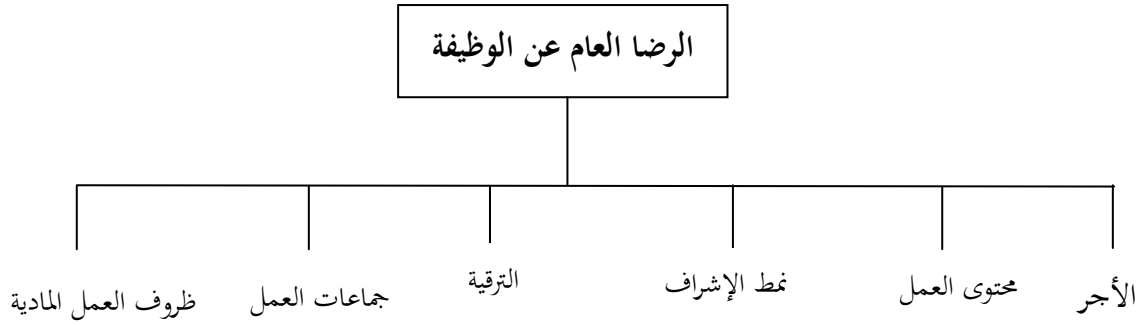 الرضا العام عن الوظيفة
الأجر
محتوى العمل
نمط الإشراف
الترقية
جماعات العمل
ظروف العمل المادية